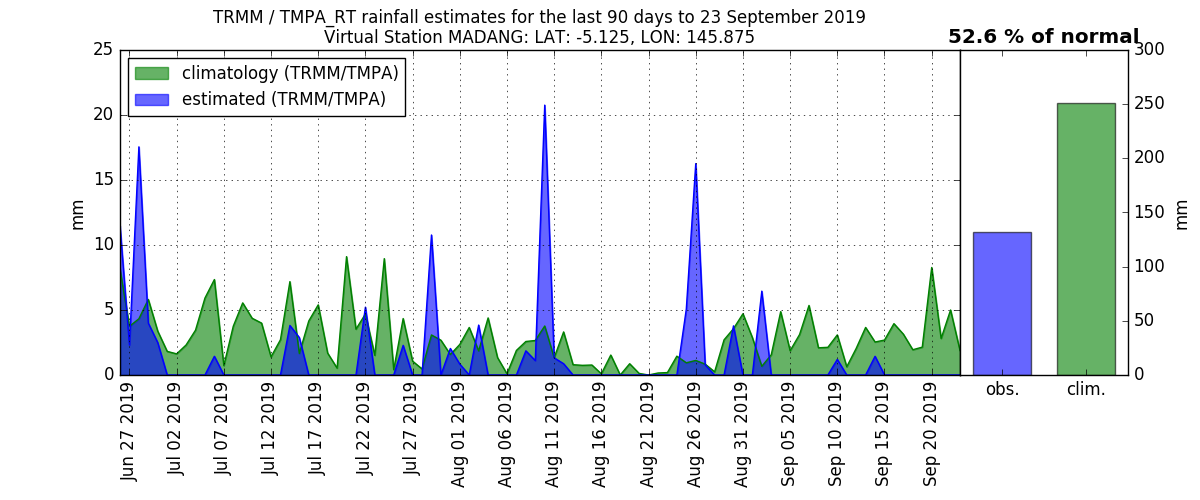 TRMM / TMPA_RT rainfall estimates for the last 90 days to 23 September 2019
Virtual Station MADANG: LAT: -5.125, LON: 145.875
52.6 % of normal
climatology (TRMM/TMPA)
estimated (TRMM/TMPA)
mm
25
20
15
10
5
0
Jun 27 2019
Jul 02 2019
Jul 07 2019
Jul 12 2019
Jul 17 2019
Jul 22 2019
Jul 27 2019
Aug 01 2019
Aug 06 2019
Aug 11 2019
Aug 16 2019
Aug 21 2019
Aug 26 2019
Aug 31 2019
Sep 05 2019
Sep 10 2019
Sep 15 2019
Sep 20 2019
obs.
clim.
300
250
200
150
100
50
0
mm